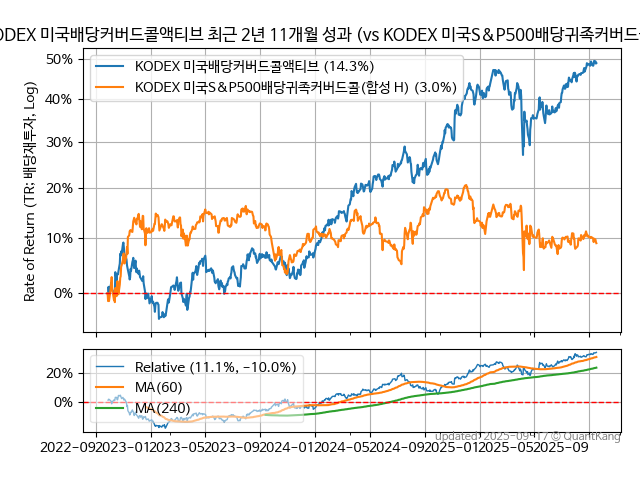 ODEX 미국배당커버드콜액티브 최근 2년 11개월 성과 (vs KODEX 미국S&P500배당귀족커버드
50%
40%
30%
20%
10%
0%
Rate of Return (TR: 배당재투자, Log)
KODEX 미국배당커버드콜액티브 (14.3%)
KODEX 미국S&P500배당귀족커버드콜(합성 H) (3.0%)
20%
0%
Relative (11.1%, −10.0%)
MA(60)
MA(240)
2022−09 2023−01 2023−05 2023−09 2024−01 2024−05 2024−09 2025−01 2025−05 2025−09